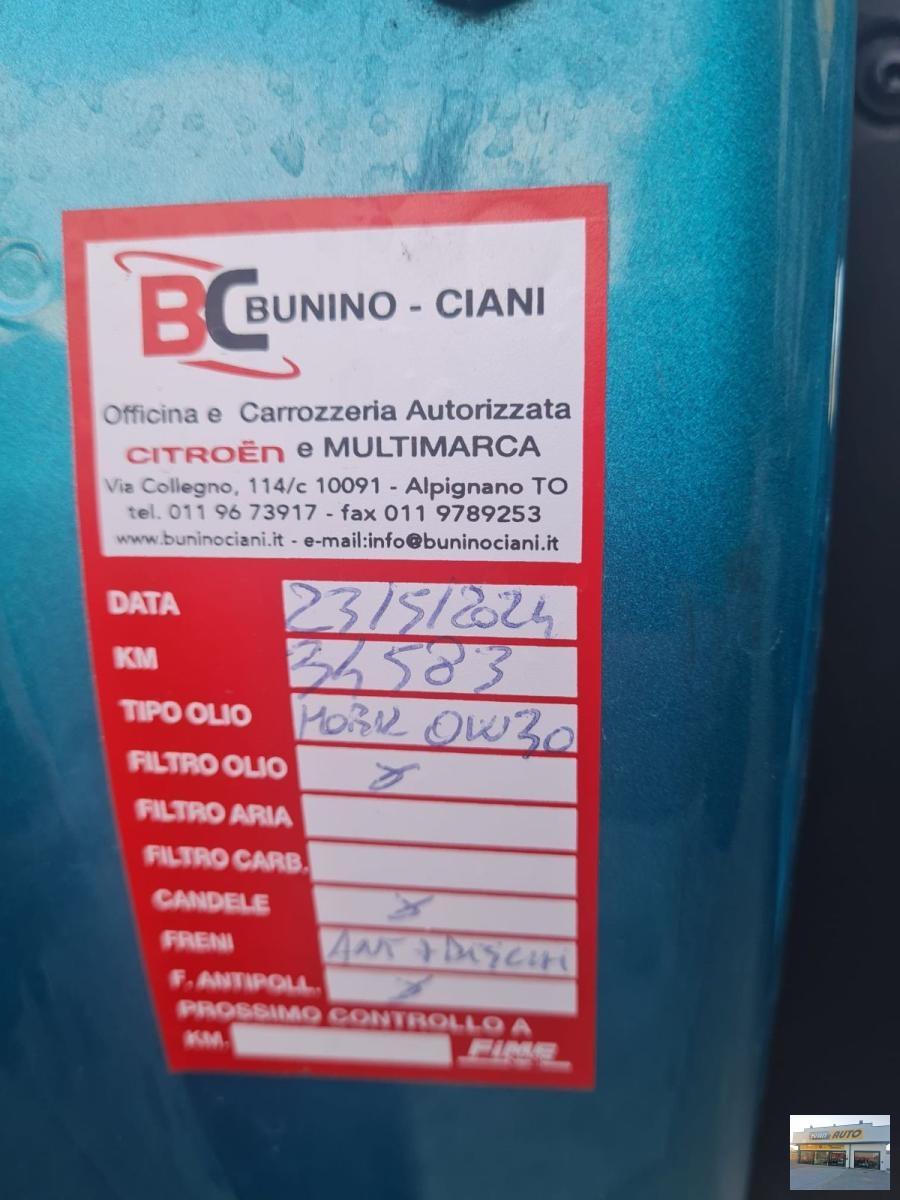 BC BUNINO - CIANI
Officina e Carrozzeria Autorizzata
CITROËN e MULTIMARCA
Via Collegno, 114/c 10091 - Alpignano TO
tel. 011 96 73917 - fax 011 9789253
www.buninociani.it - e-mail:info@buninociani.it
DATA 23/5/2024
KM 34583
TIPO OLIO 0W30
FILTRO OLIO x
FILTRO ARIA
FILTRO CARB.
CANDELE x
FRENI ANT + DISCHI
F. ANTIPOLL. x
PROSSIMO CONTROLLO A
KM. FIME
AUTO